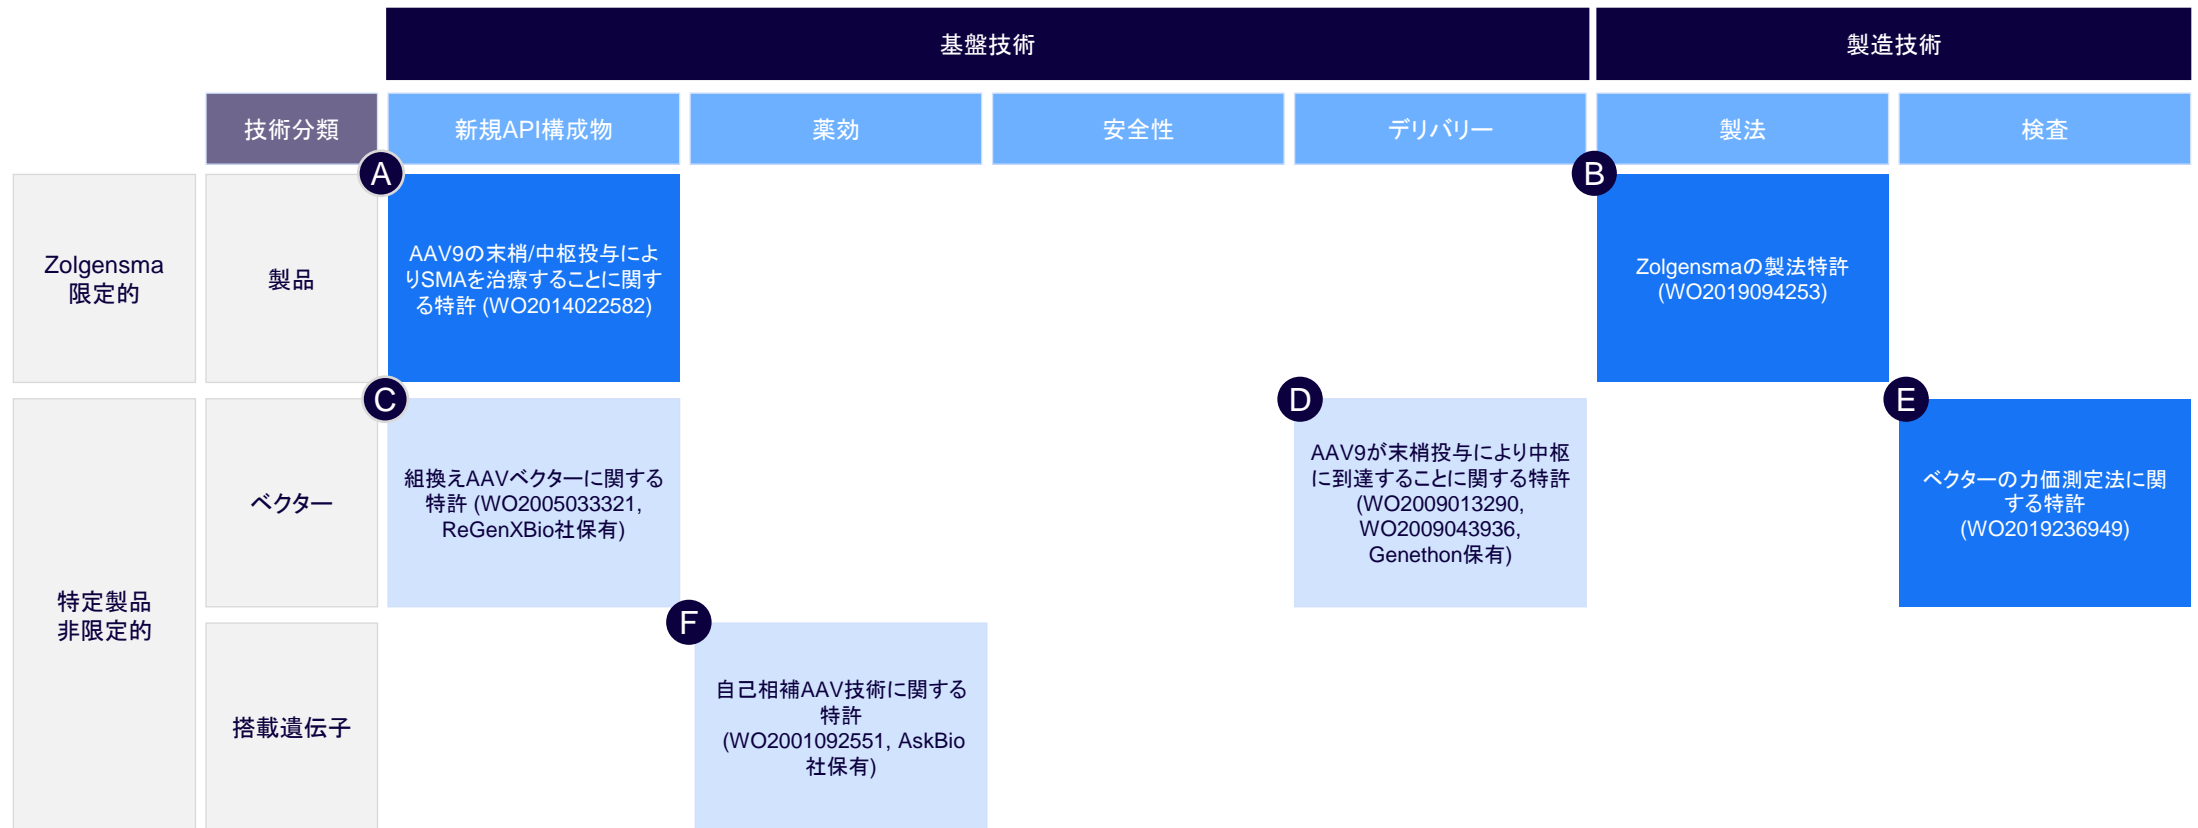 基盤技術
製造技術
技術分類
新規API構成物
薬効
安全性
デリバリー
製法
検査
A
B
Zolgensma
限定的
製品
AAV9の末梢/中枢投与によ
りSMAを治療することに関す
る特許 (WO2014022582)
Zolgensmaの製法特許
(WO2019094253)
C
D
E
特定製品
非限定的
ベクター
組換えAAVベクターに関する
特許 (WO2005033321,
ReGenXBio社保有)
AAV9が末梢投与により中枢
に到達することに関する特許
(WO2009013290,
WO2009043936,
Genethon保有)
ベクターの力価測定法に関
する特許
(WO2019236949)
F
搭載遺伝子
自己相補AAV技術に関する
特許
(WO2001092551, AskBio
社保有)